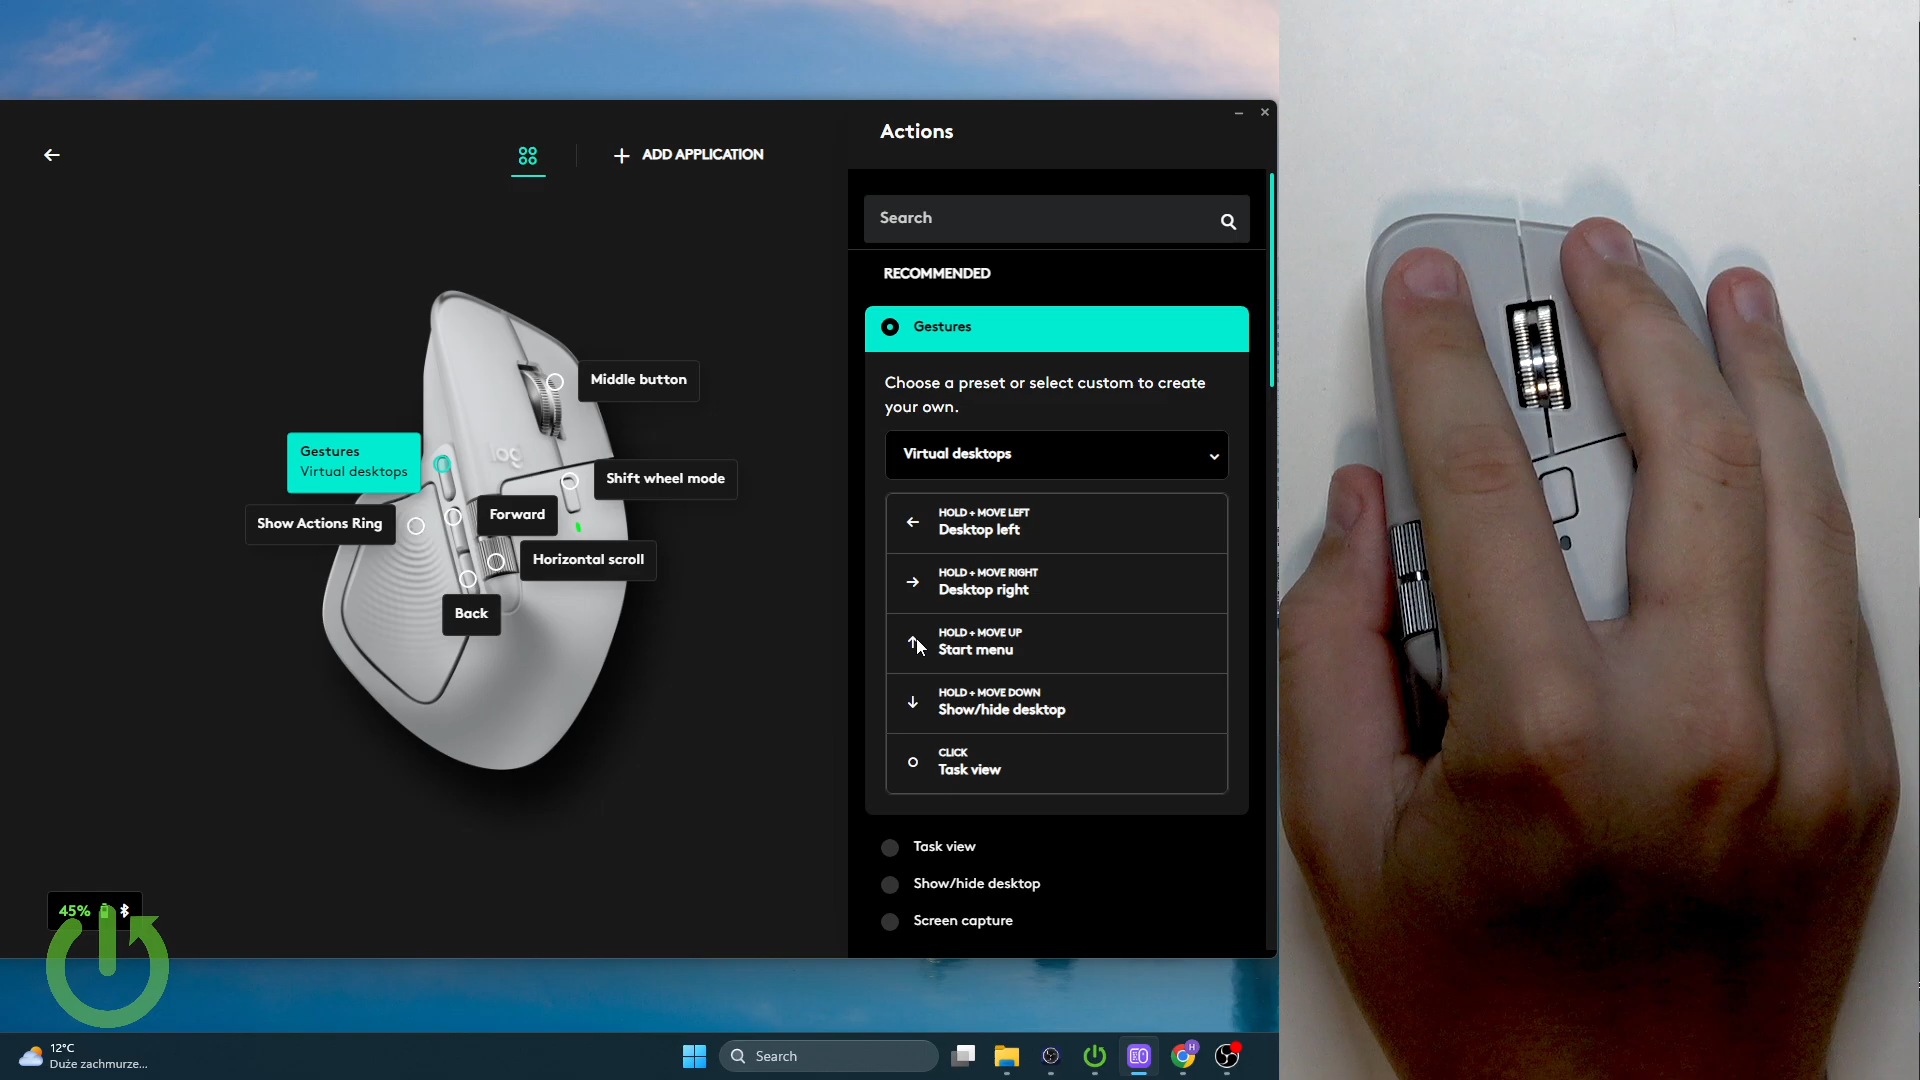 ADD APPLICATION
Actions
Search
RECOMMENDED
Gestures
Choose a preset or select custom to create
your own.
Virtual desktops
HOLD + MOVE LEFT
Desktop left
HOLD + MOVE RIGHT
Desktop right
HOLD + MOVE UP
Start menu
HOLD + MOVE DOWN
Show/hide desktop
CLICK
Task view
Task view
Show/hide desktop
Screen capture
Middle button
Gestures
Virtual desktops
log
Shift wheel mode
Show Actions Ring
Forward
Horizontal scroll
Back
45%
12°C
Duże zachmurze...
Search
H